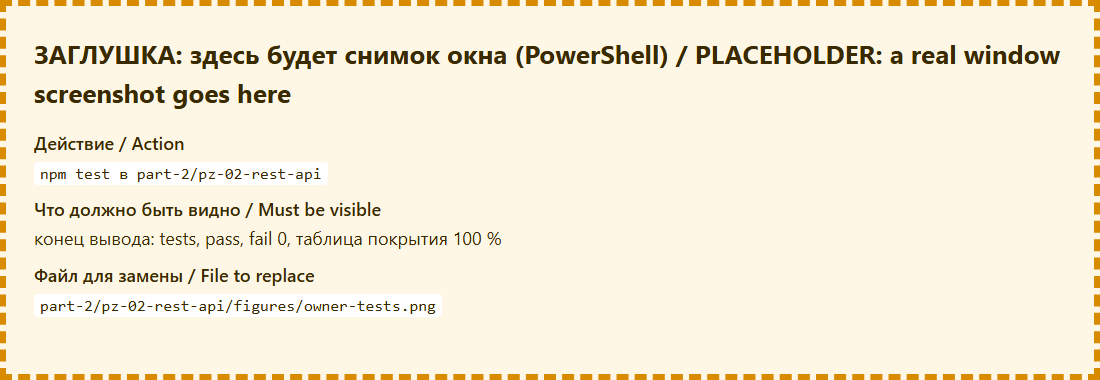 ЗАГЛУШКА: здесь будет снимок окна (PowerShell) / PLACEHOLDER: a real window
screenshot goes here
Действие / Action
npm test в part-2/pz-02-rest-api
Что должно быть видно / Must be visible
конец вывода: tests, pass, fail 0, таблица покрытия 100 %
Файл для замены / File to replace
part-2/pz-02-rest-api/figures/owner-tests.png